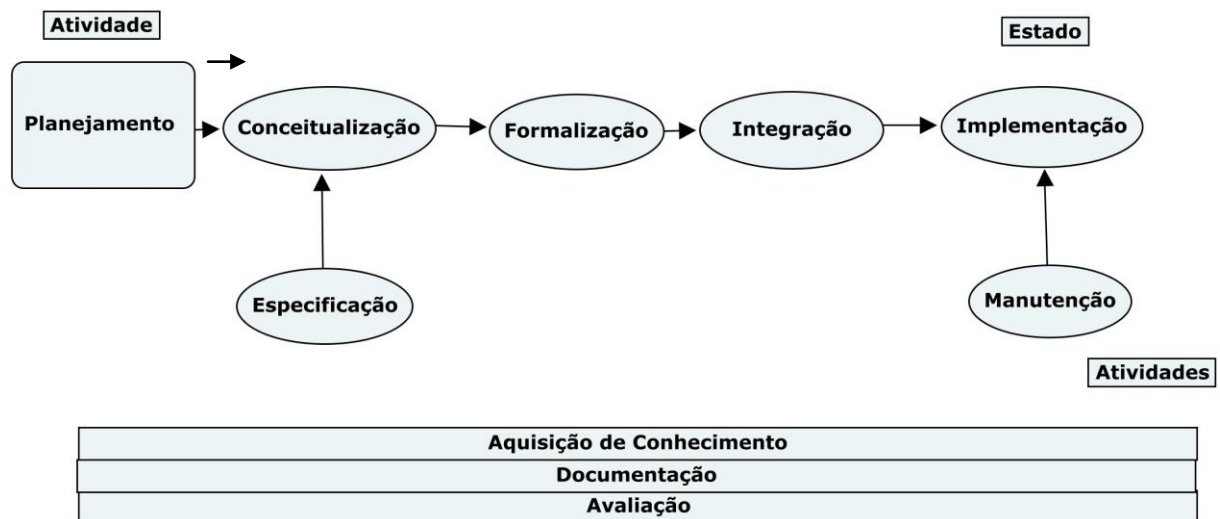 Atividade
Estado
Planejamento
Conceitualização
Formalização
Integração
Implementação
Especificação
Manutenção
Atividades
Aquisição de Conhecimento
Documentação
Avaliação